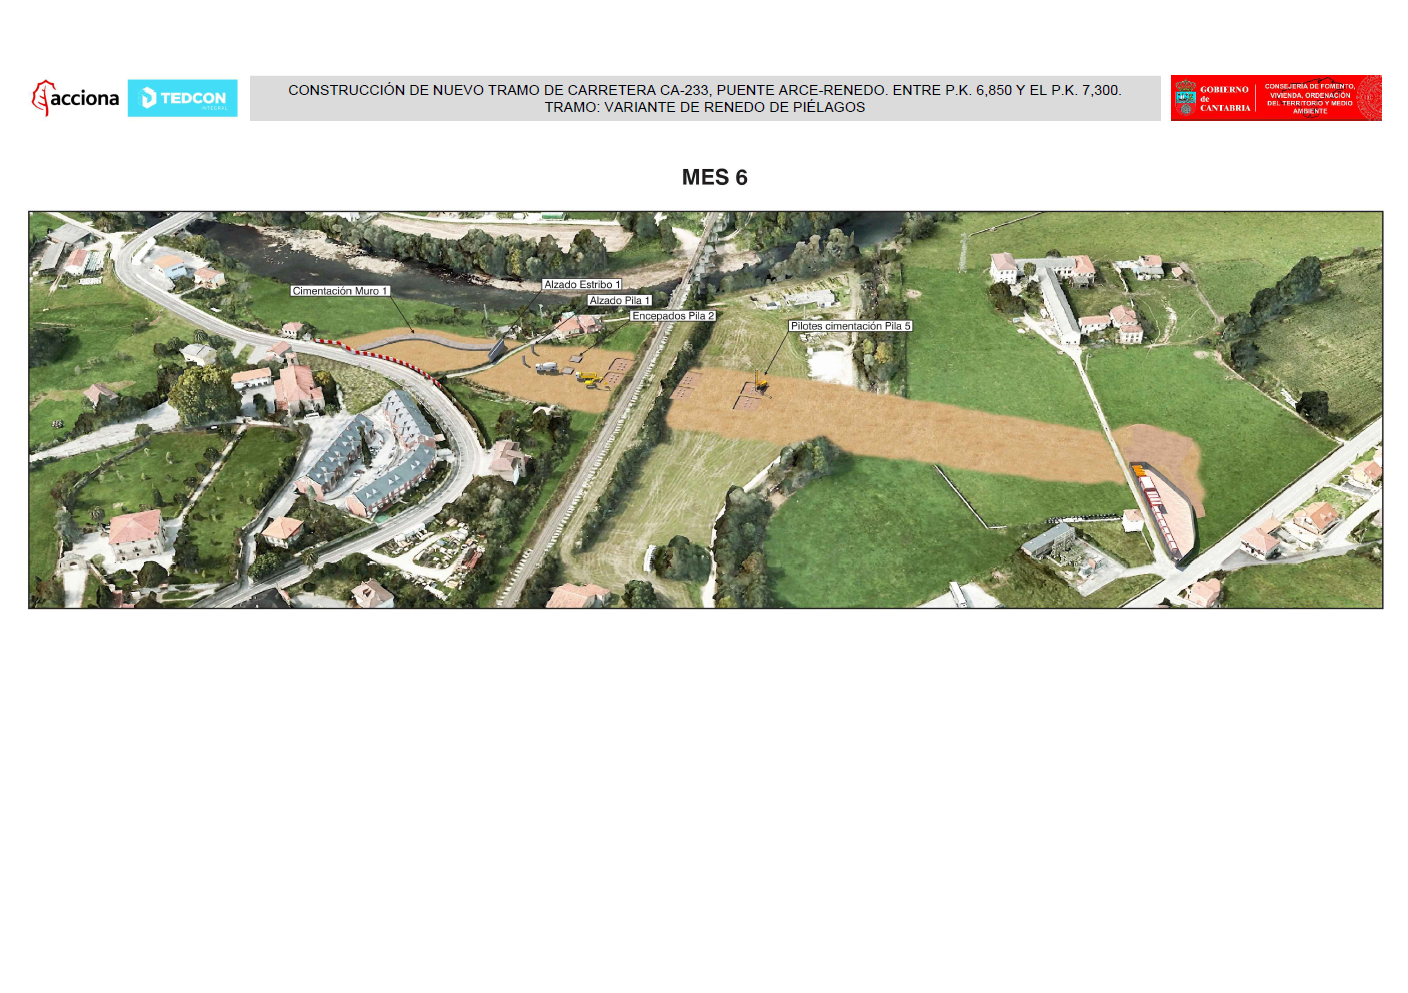 acciona
TEDCON
INTEGRAL
CONSTRUCCIÓN DE NUEVO TRAMO DE CARRETERA CA-233, PUENTE ARCE-RENEDO. ENTRE P.K. 6,850 Y EL P.K. 7,300.
TRAMO: VARIANTE DE RENEDO DE PIÉLAGOS
GOBIERNO
de
CANTABRIA
CONSEJERÍA DE FOMENTO,
VIVIENDA, ORDENACIÓN
DEL TERRITORIO Y MEDIO
AMBIENTE
MES 6
Alzado Estribo 1
Cimentación Muro 1
Alzado Pila 1
Encepados Pila 2
Pilotes cimentación Pila 5